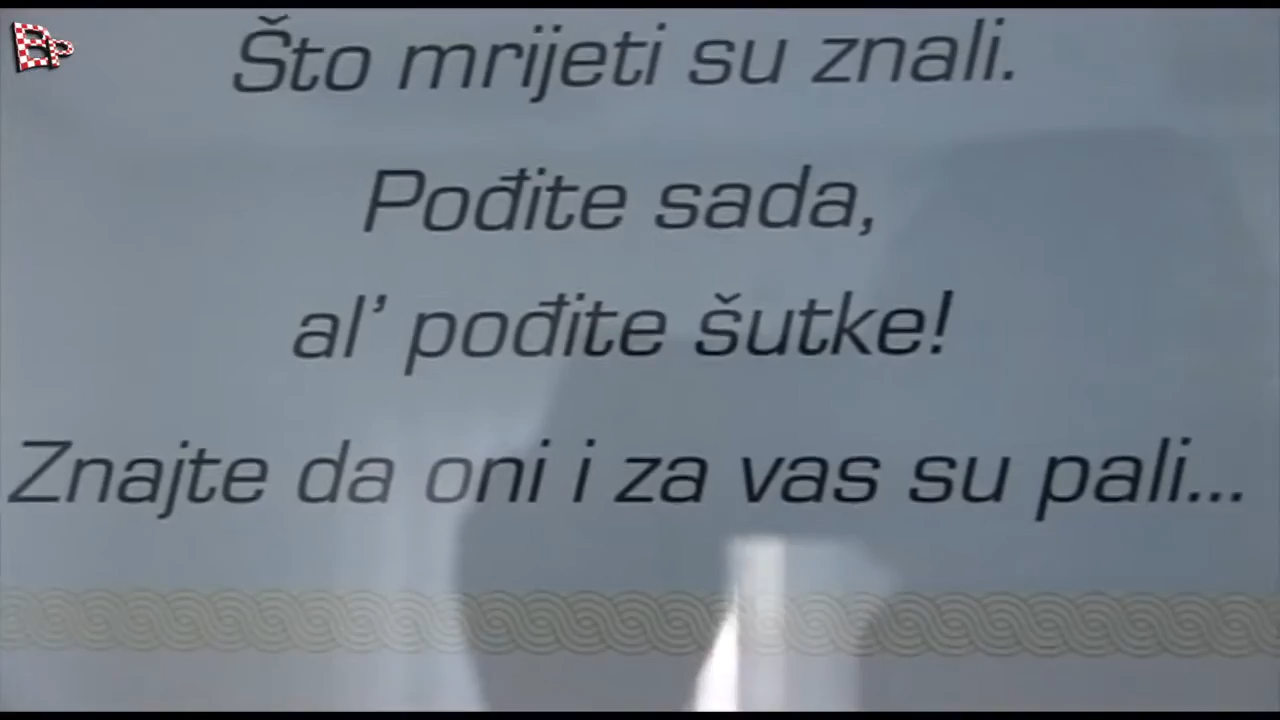 Što mrijeti su znali.
Pođite sada,
al’ pođite šutke!
Znajte da oni i za vas su pali...